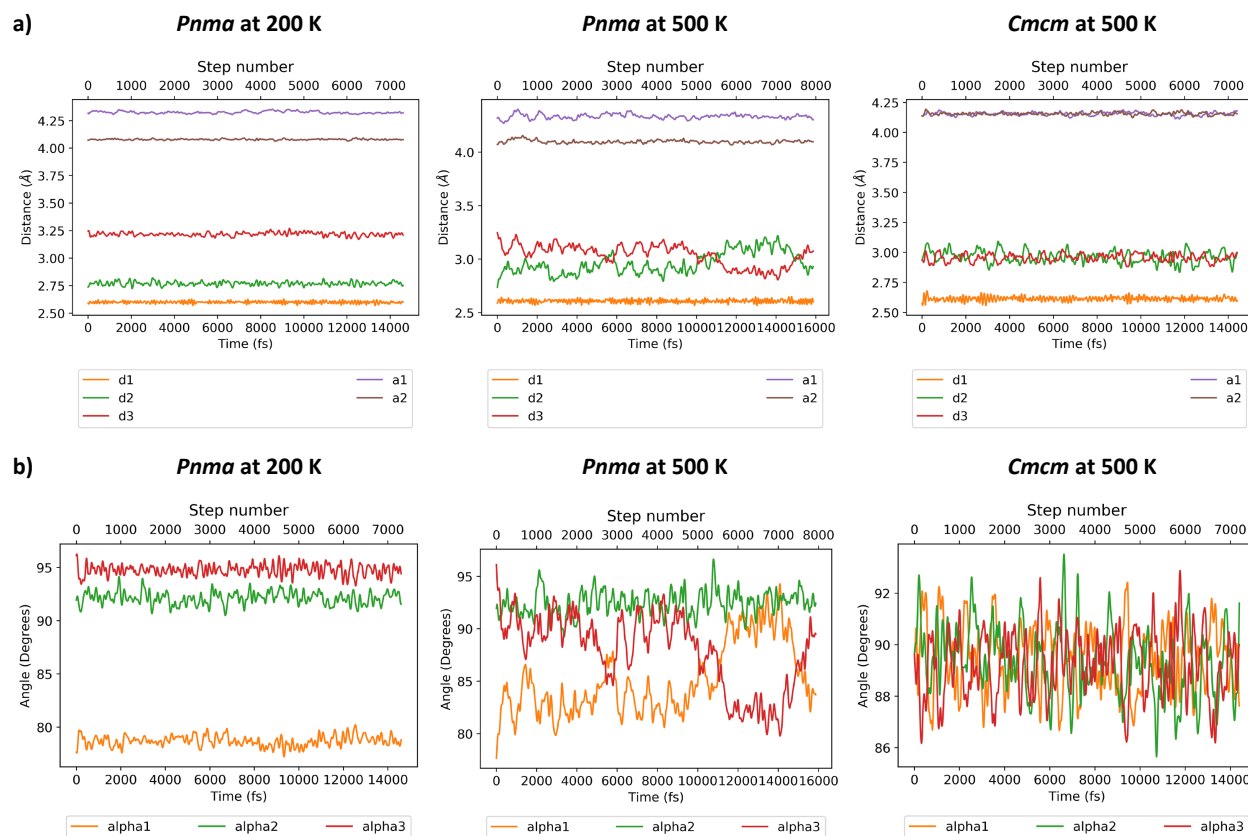 a) Pnma at 200 K Pnma at 500 K Cmcm at 500 K
Step number Step number Step number
0 1000 2000 3000 4000 5000 6000 7000 0 1000 2000 3000 4000 5000 6000 7000 8000 0 1000 2000 3000 4000 5000 6000 7000
Distance (Å) Distance (Å) Distance (Å)
4.25 4.25
4.00 4.0 4.00
3.75 3.75
3.50 3.5 3.50
3.25 3.25
3.00 3.0 3.00
2.75 2.75
2.50 2.5 2.50
0 2000 4000 6000 8000 10000 12000 14000 0 2000 4000 6000 8000 10000 12000 14000 16000 0 2000 4000 6000 8000 10000 12000 14000
Time (fs) Time (fs) Time (fs)
d1 a1 d1 a1 d1 a1
d2 a2 d2 a2 d2 a2
d3 d3 d3
b) Pnma at 200 K Pnma at 500 K Cmcm at 500 K
Step number Step number Step number
0 1000 2000 3000 4000 5000 6000 7000 0 1000 2000 3000 4000 5000 6000 7000 8000 0 1000 2000 3000 4000 5000 6000 7000
Angle (Degrees) Angle (Degrees) Angle (Degrees)
95 95 92
90 90 90
85 85 88
80 80 86
0 2000 4000 6000 8000 10000 12000 14000 0 2000 4000 6000 8000 10000 12000 14000 16000 0 2000 4000 6000 8000 10000 12000 14000
Time (fs) Time (fs) Time (fs)
alpha1 alpha2 alpha3 alpha1 alpha2 alpha3 alpha1 alpha2 alpha3